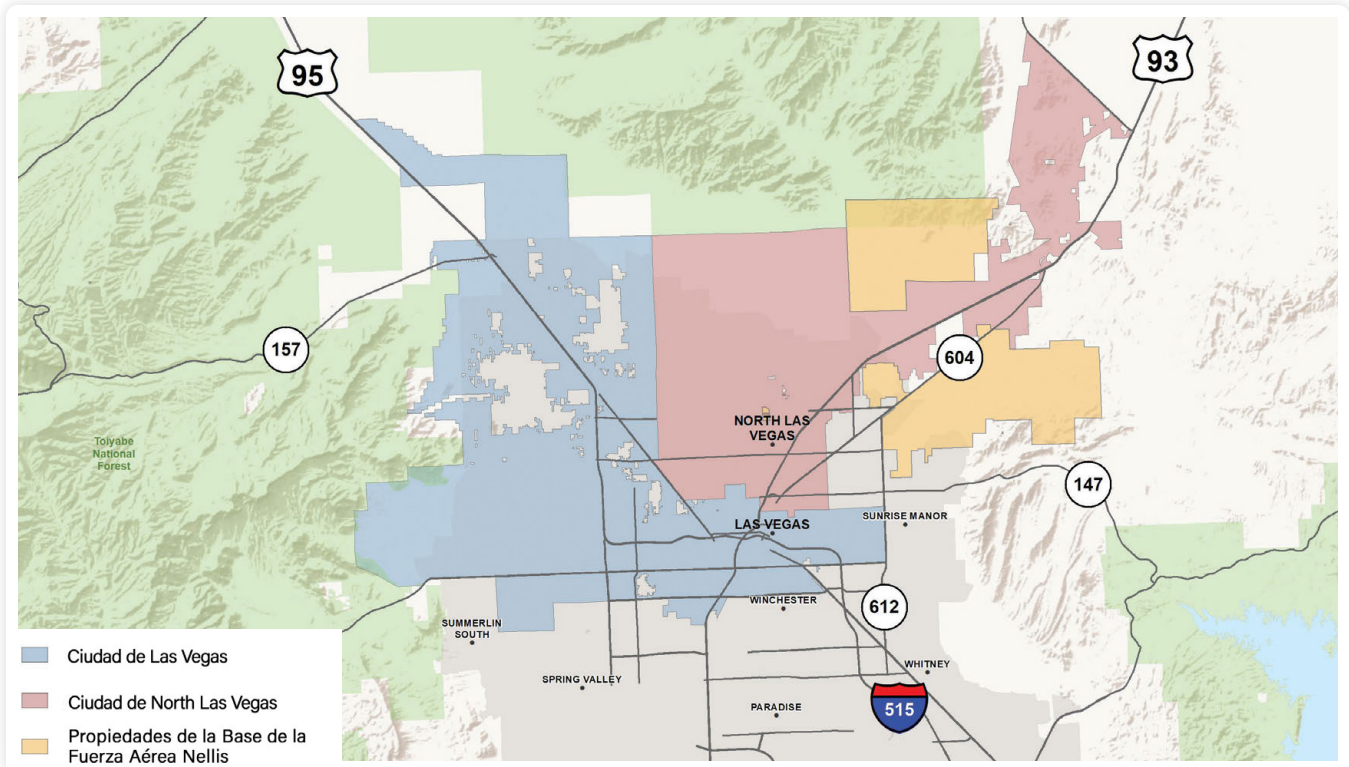 95
93
157
604
NORTH LAS
VEGAS
Toiyabe
National
Forest
147
LAS VEGAS
SUNRISE MANOR
WINCHESTER
612
SUMMERLIN
SOUTH
WHITNEY
SPRING VALLEY
PARADISE
515
Ciudad de Las Vegas
Ciudad de North Las Vegas
Propiedades de la Base de la
Fuerza Aérea Nellis